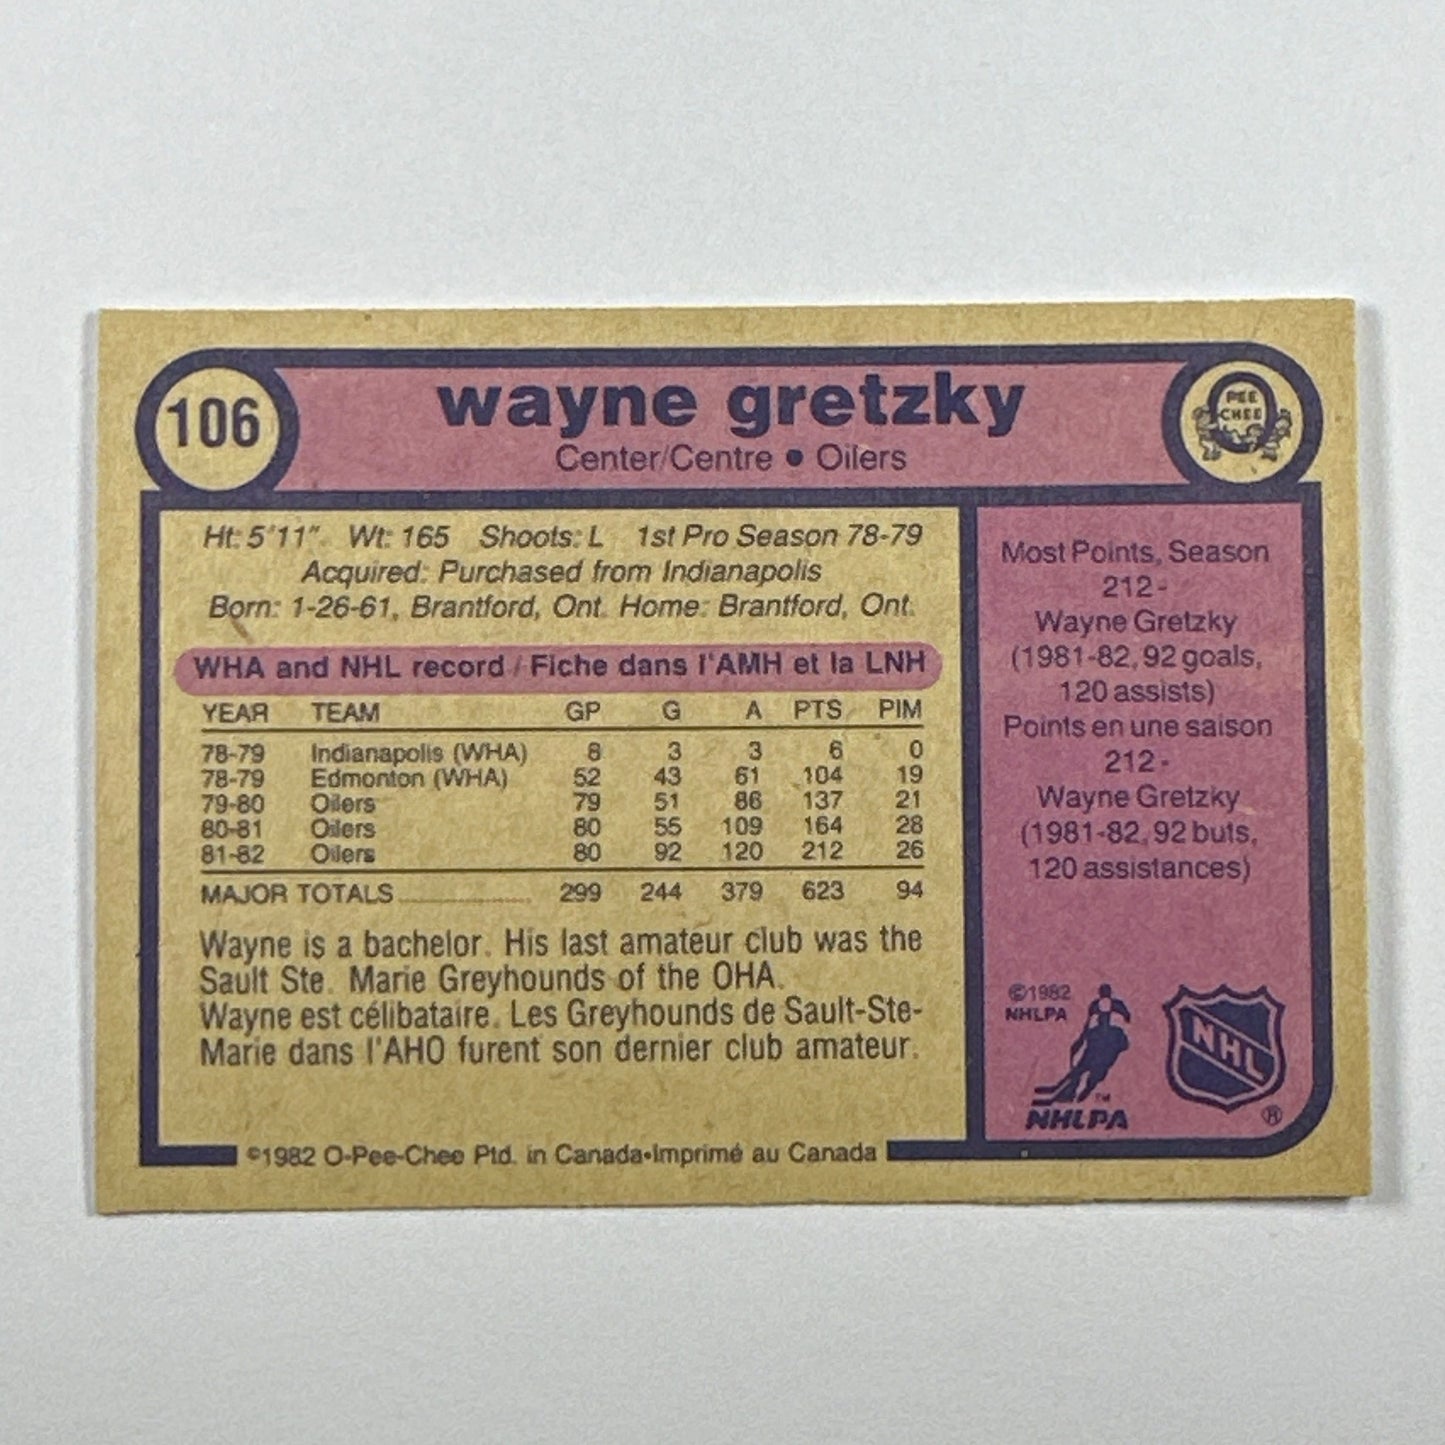 106
wayne gretzky
PEE
CHEE
Center/Centre • Oilers
Ht: 5'11". Wt: 165 Shoots: L 1st Pro Season 78-79
Acquired: Purchased from Indianapolis
Born: 1-26-61, Brantford, Ont. Home: Brantford, Ont.
WHA and NHL record / Fiche dans l'AMH et la LNH
YEAR TEAM GP G A PTS PIM
78-79 Indianapolis (WHA) 8 3 3 6 0
78-79 Edmonton (WHA) 52 43 61 104 19
79-80 Oilers 79 51 86 137 21
80-81 Oilers 80 55 109 164 28
81-82 Oilers 80 92 120 212 26
MAJOR TOTALS.................... 299 244 379 623 94
Wayne is a bachelor. His last amateur club was the
Sault Ste. Marie Greyhounds of the OHA.
Wayne est célibataire. Les Greyhounds de Sault-Ste-
Marie dans l'AHO furent son dernier club amateur.
Most Points, Season
212-
Wayne Gretzky
(1981-82, 92 goals,
120 assists)
Points en une saison
212-
Wayne Gretzky
(1981-82, 92 buts,
120 assistances)
©1982
NHLPA
TM
NHLPA
NHL
®
©1982 O-Pee-Chee Ptd. in Canada•Imprimé au Canada